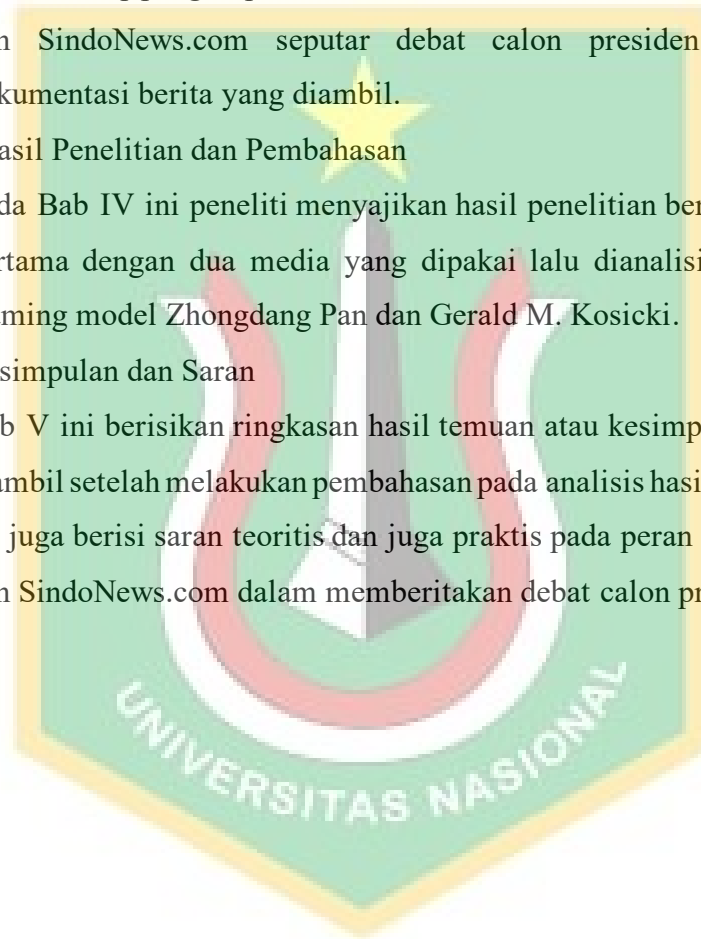 SindoNews.com seputar debat calon presiden
kumentasi berita yang diambil.
asil Penelitian dan Pembahasan
da Bab IV ini peneliti menyajikan hasil penelitian ber
rtama dengan dua media yang dipakai lalu dianalisi
ming model Zhongdang Pan dan Gerald M. Kosicki.
simpulan dan Saran
b V ini berisikan ringkasan hasil temuan atau kesimp
mbil setelah melakukan pembahasan pada analisis hasi
juga berisi saran teoritis dan juga praktis pada peran
n SindoNews.com dalam memberitakan debat calon pr
UNIVERSITAS NASIONAL